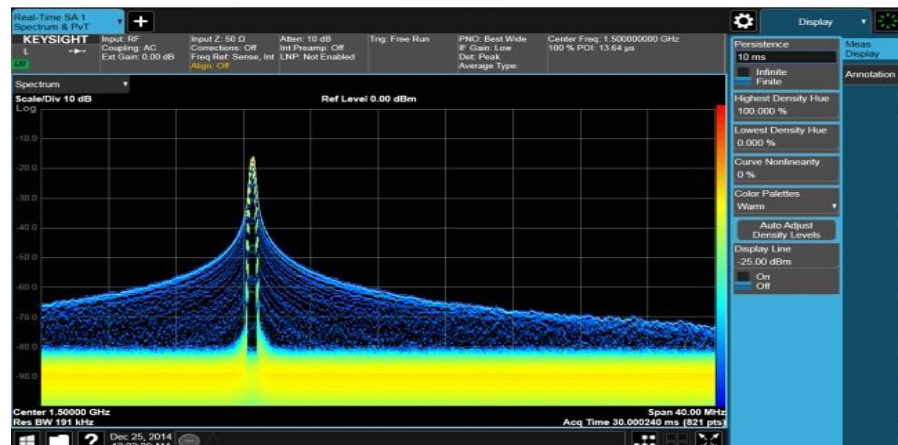 Real-Time SA 1
Spectrum & PvT
KEYSIGHT
L
Input: RF
Coupling: AC
Ext Gain: 0.00 dB
Input Z: 50 Ω
Corrections: Off
Freq Ref: Sense, Int
Align: Off
Atten: 10 dB
Int Preamp: Off
LNP: Not Enabled
Trig: Free Run
PNO: Best Wide
IF Gain: Low
Det: Peak
Average Type:
Center Freq: 1.500000000 GHz
100 % POI: 13.64 µs
Spectrum
Scale/Div 10 dB
Ref Level 0.00 dBm
Log
-10.0
-20.0
-30.0
-40.0
-50.0
-60.0
-70.0
-80.0
-90.0
Center 1.50000 GHz
Res BW 191 kHz
Span 40.00 MHz
Acq Time 30.000240 ms (821 pts)
?
Dec 25, 2014
Display
Persistence
10 ms
Infinite
Finite
Highest Density Hue
100.000 %
Lowest Density Hue
0.000 %
Curve Nonlinearity
0 %
Color Palettes
Warm
Auto Adjust
Density Levels
Display Line
-25.00 dBm
On
Off
Meas
Display
Annotation